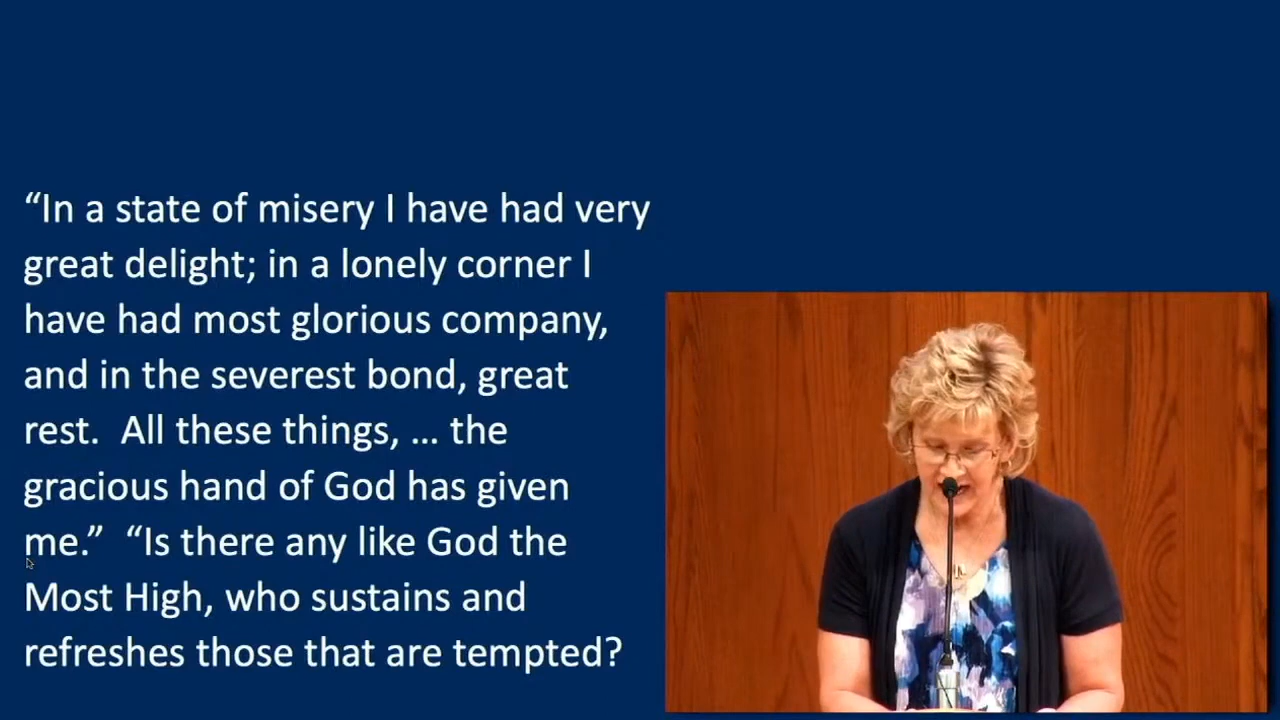 “In a state of misery I have had very
great delight; in a lonely corner I
have had most glorious company,
and in the severest bond, great
rest.  All these things, ... the
gracious hand of God has given
me.”  “Is there any like God the
Most High, who sustains and
refreshes those that are tempted?